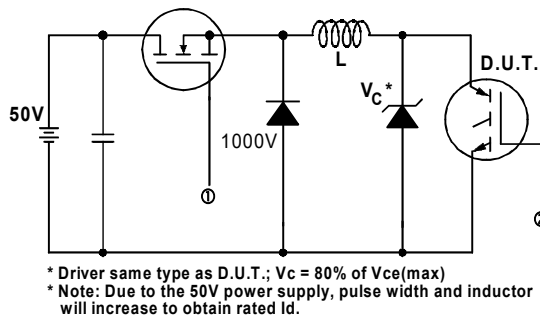 L
D.U.T.
V_C *
50V
1000V
①
②
* Driver same type as D.U.T.; Vc = 80% of Vce(max)
* Note: Due to the 50V power supply, pulse width and inductor
will increase to obtain rated Id.